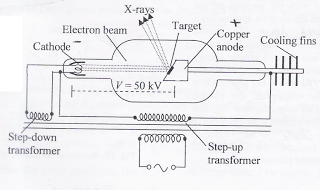 X-rays
Electron beam
Target
+
Copper
anode
Cooling fins
Cathode
-
V = 50 kV
Step-down
transformer
Step-up
transformer